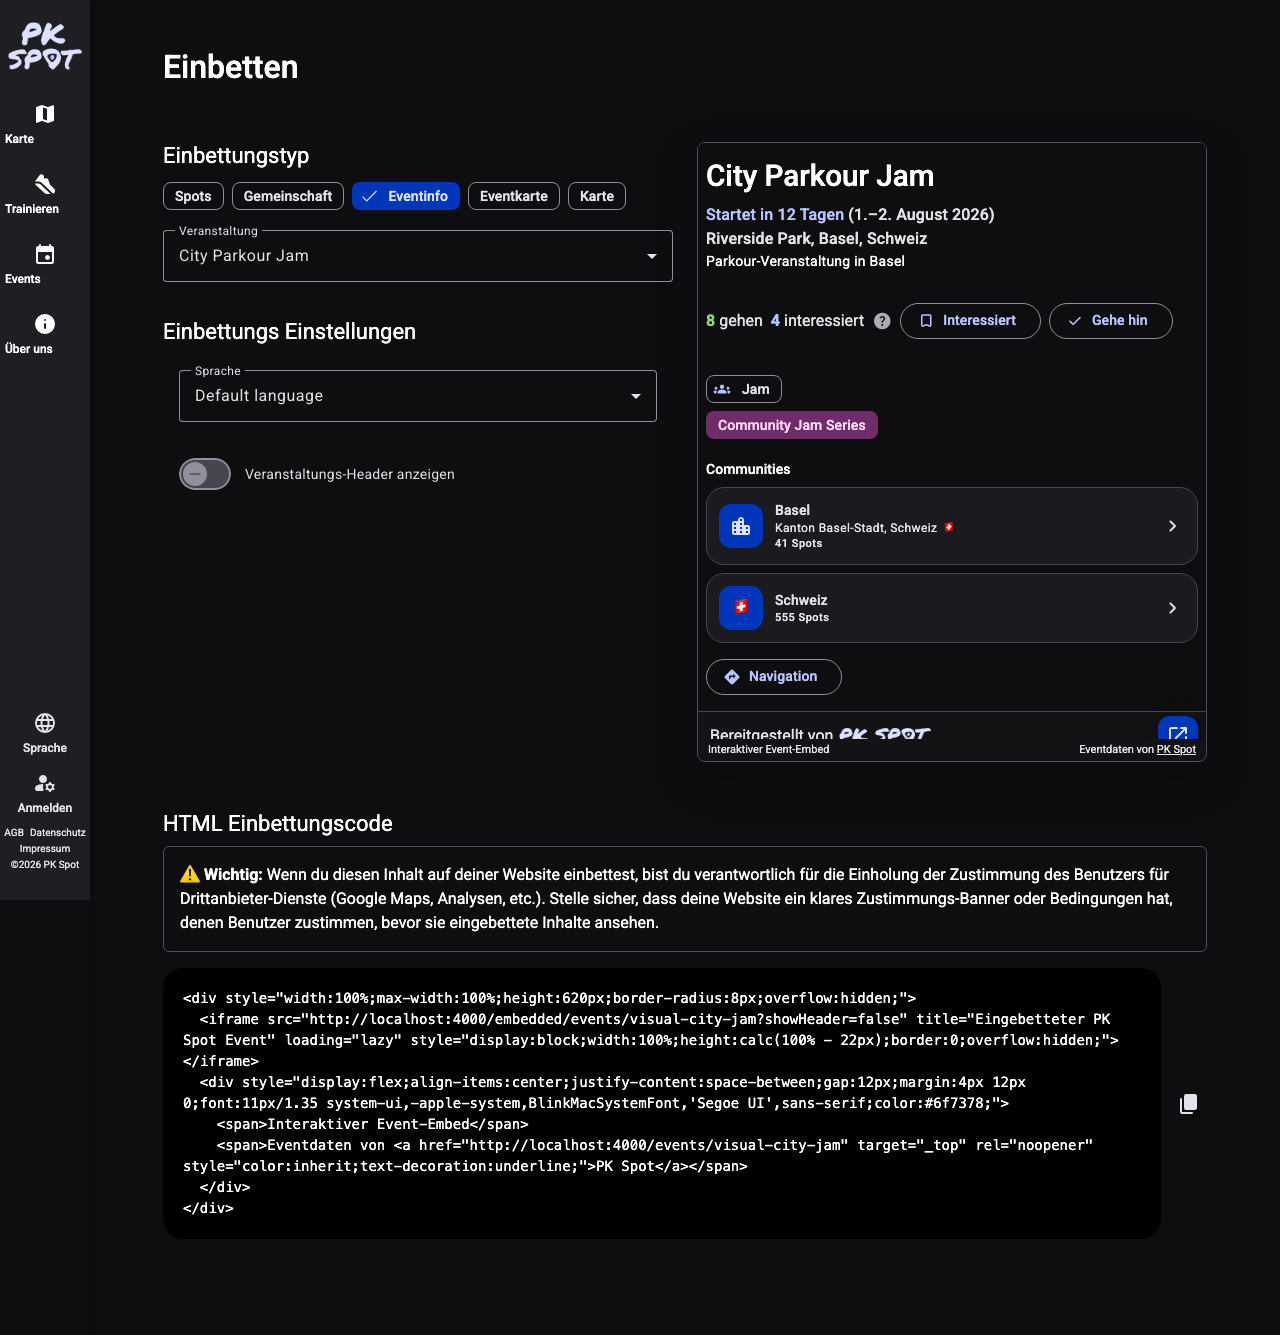 PK SPOT
Karte
Trainieren
Events
Über uns
Sprache
Anmelden
AGB Datenschutz
Impressum
©2026 PK Spot
Einbetten
Einbettungstyp
Spots
Gemeinschaft
Eventinfo
Eventkarte
Karte
Veranstaltung
City Parkour Jam
Einbettungs Einstellungen
Sprache
Default language
Veranstaltungs-Header anzeigen
City Parkour Jam
Startet in 12 Tagen (1.–2. August 2026)
Riverside Park, Basel, Schweiz
Parkour-Veranstaltung in Basel
8 gehen 4 interessiert ? Interessiert Gehe hin
Jam
Community Jam Series
Communities
Basel
Kanton Basel-Stadt, Schweiz 🇨🇭
41 Spots
Schweiz
555 Spots
Navigation
Bereitgestellt von PK SPOT
Interaktiver Event-Embed Eventdaten von PK Spot
HTML Einbettungscode
⚠️ Wichtig: Wenn du diesen Inhalt auf deiner Website einbettest, bist du verantwortlich für die Einholung der Zustimmung des Benutzers für
Drittanbieter-Dienste (Google Maps, Analysen, etc.). Stelle sicher, dass deine Website ein klares Zustimmungs-Banner oder Bedingungen hat,
denen Benutzer zustimmen, bevor sie eingebettete Inhalte ansehen.
<div style="width:100%;max-width:100%;height:620px;border-radius:8px;overflow:hidden;">
  <iframe src="http://localhost:4000/embedded/events/visual-city-jam?showHeader=false" title="Eingebetteter PK
Spot Event" loading="lazy" style="display:block;width:100%;height:calc(100% - 22px);border:0;overflow:hidden;">
</iframe>
  <div style="display:flex;align-items:center;justify-content:space-between;gap:12px;margin:4px 12px
0;font:11px/1.35 system-ui,-apple-system,BlinkMacSystemFont,'Segoe UI',sans-serif;color:#6f7378;">
    <span>Interaktiver Event-Embed</span>
    <span>Eventdaten von <a href="http://localhost:4000/events/visual-city-jam" target="_top" rel="noopener"
style="color:inherit;text-decoration:underline;">PK Spot</a></span>
  </div>
</div>